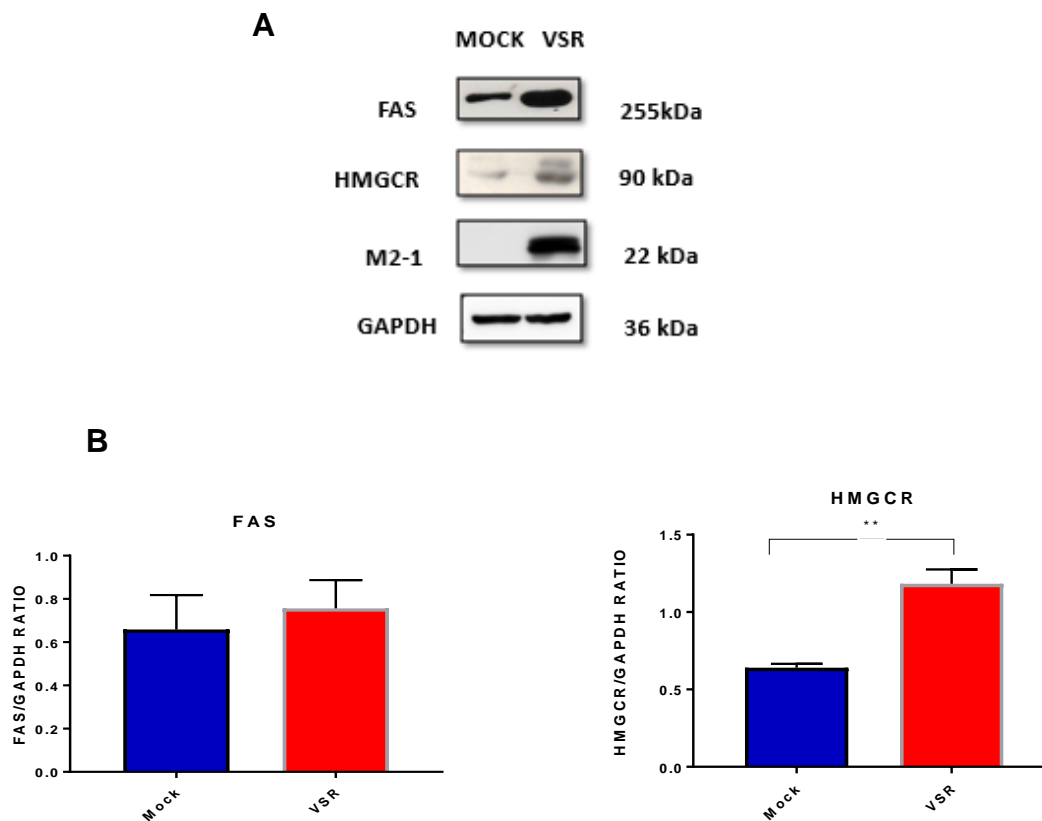 A
MOCK VSR
FAS 255kDa
HMGCR 90 kDa
M2-1 22 kDa
GAPDH 36 kDa
B
FAS
FAS/GAPDH RATIO
1.0
0.8
0.6
0.4
0.2
0.0
Mock VSR
HMGCR
**
HMGCR/GAPDH RATIO
1.5
1.0
0.5
0.0
Mock VSR